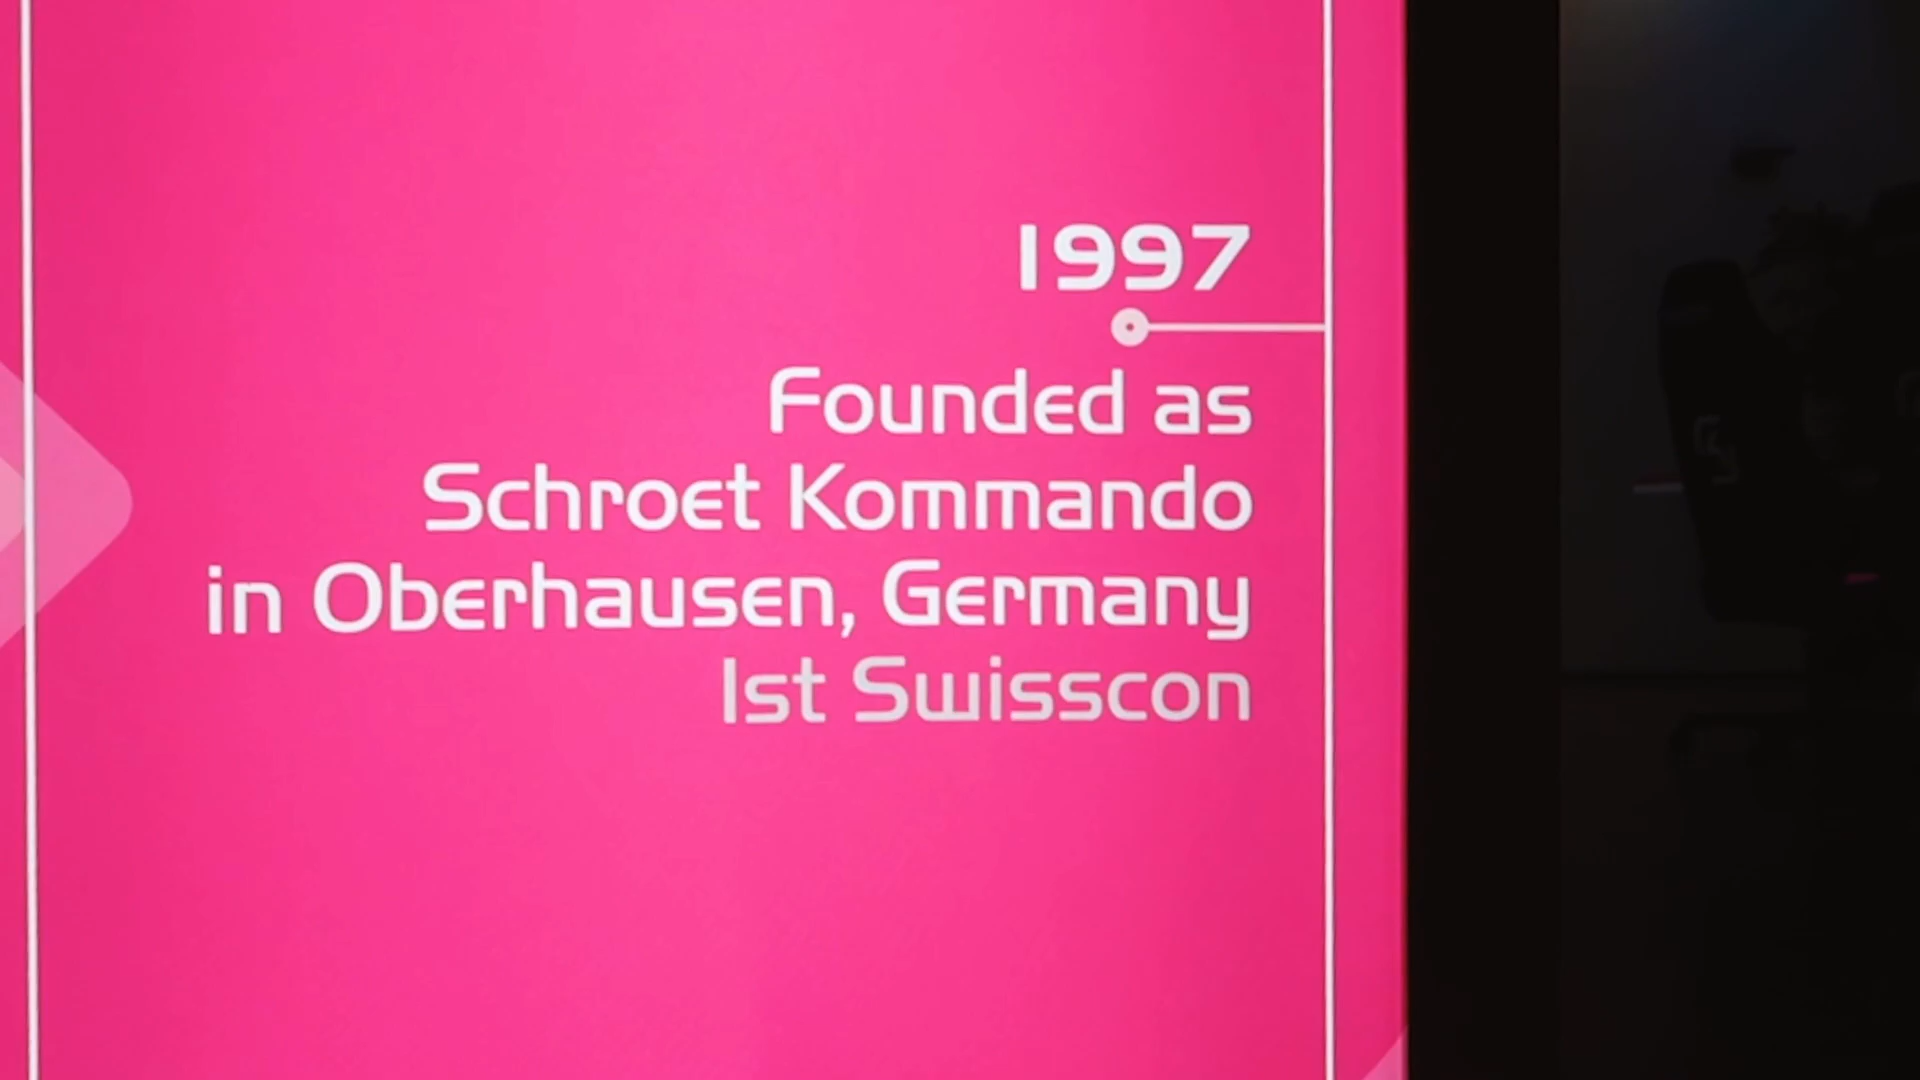 1997
Founded as
Schroet Kommando
in Oberhausen, Germany
1st Swisscon